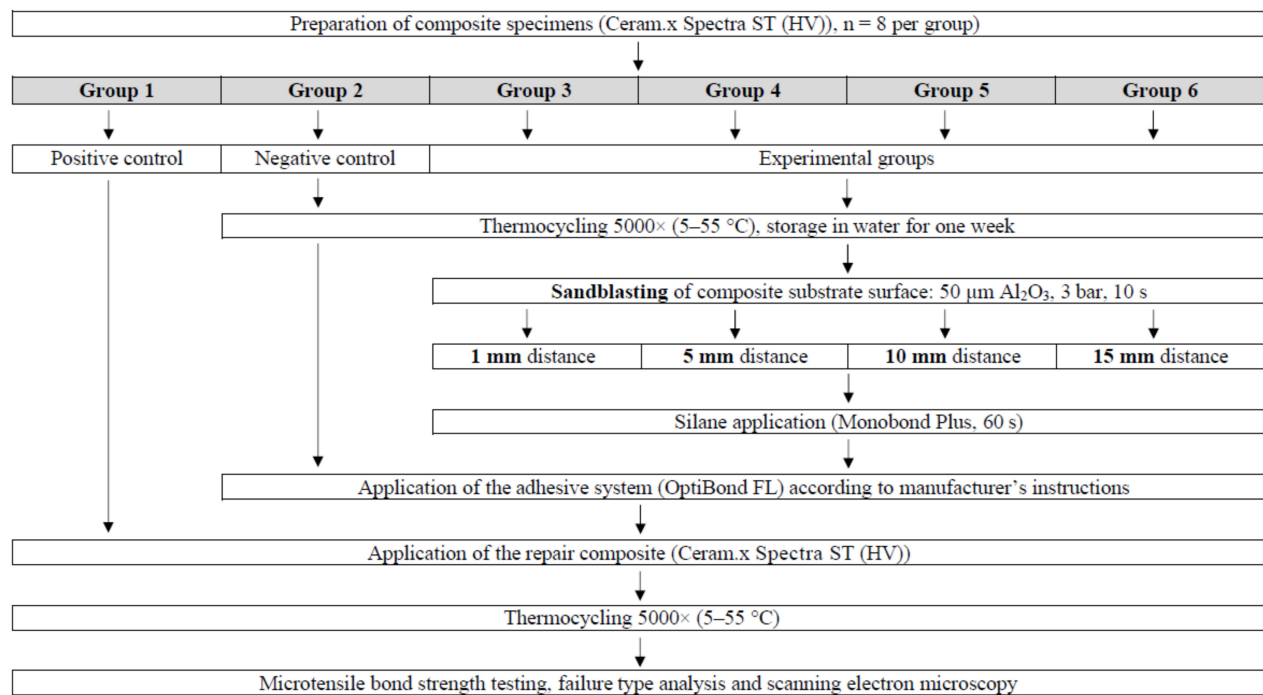 Preparation of composite specimens (Ceram.x Spectra ST (HV)), n = 8 per group)
Group 1 Group 2 Group 3 Group 4 Group 5 Group 6
Positive control Negative control Experimental groups
Thermocycling 5000× (5–55 °C), storage in water for one week
Sandblasting of composite substrate surface: 50 µm Al₂O₃, 3 bar, 10 s
1 mm distance 5 mm distance 10 mm distance 15 mm distance
Silane application (Monobond Plus, 60 s)
Application of the adhesive system (OptiBond FL) according to manufacturer’s instructions
Application of the repair composite (Ceram.x Spectra ST (HV))
Thermocycling 5000× (5–55 °C)
Microtensile bond strength testing, failure type analysis and scanning electron microscopy